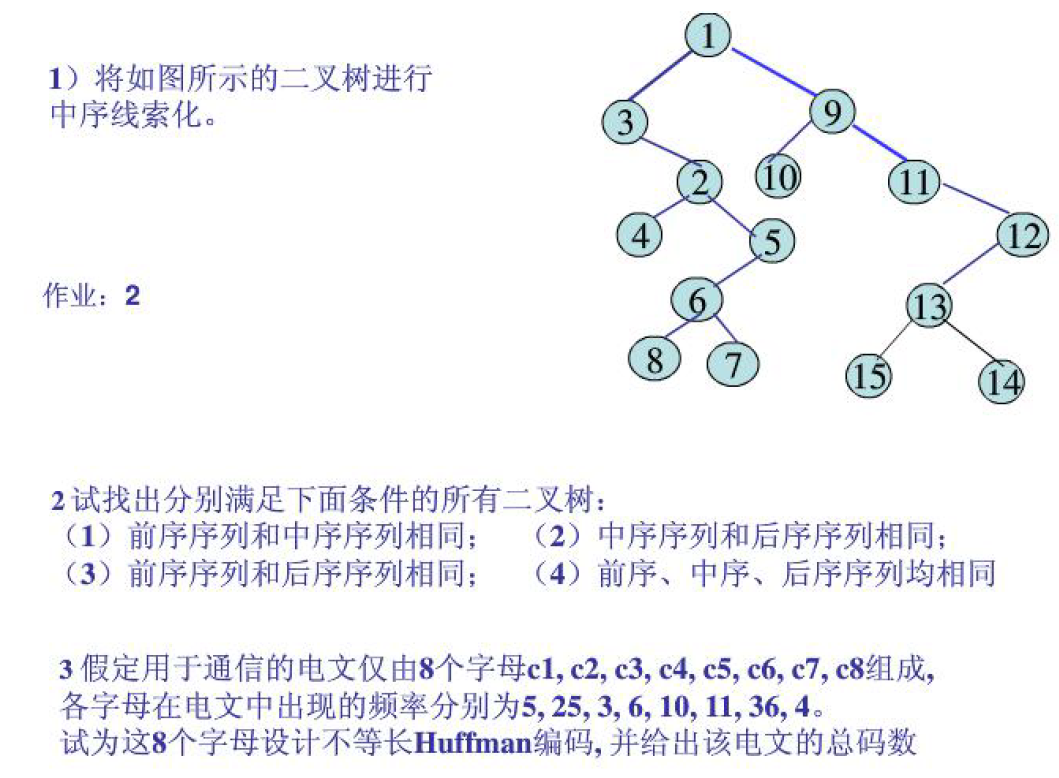 1）将如图所示的二叉树进行
中序线索化。
1
3
9
2
10
11
4
5
12
6
13
8
7
15
14
作业：2
2 试找出分别满足下面条件的所有二叉树：
（1）前序序列和中序序列相同； （2）中序序列和后序序列相同；
（3）前序序列和后序序列相同； （4）前序、中序、后序序列均相同
3 假定用于通信的电文仅由8个字母c1, c2, c3, c4, c5, c6, c7, c8组成,
各字母在电文中出现的频率分别为5, 25, 3, 6, 10, 11, 36, 4。
试为这8个字母设计不等长Huffman编码, 并给出该电文的总码数